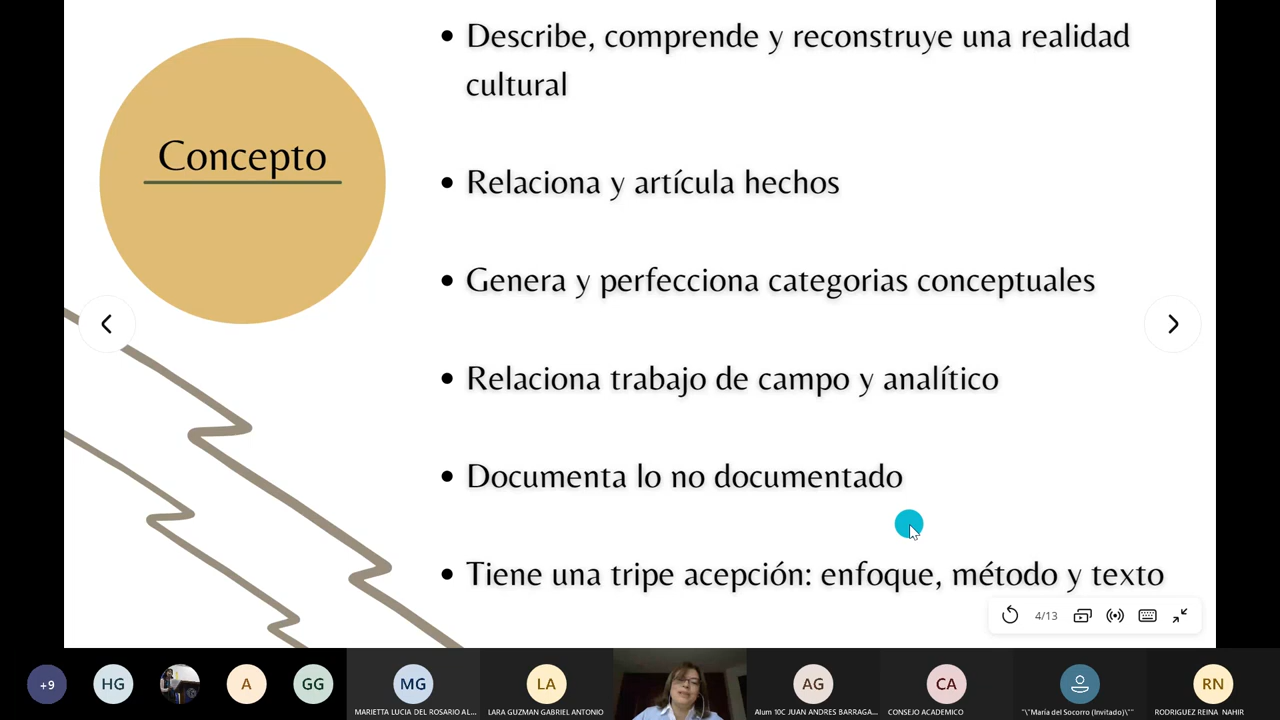 Concepto
Describe, comprende y reconstruye una realidad
cultural
Relaciona y artícula hechos
Genera y perfecciona categorias conceptuales
Relaciona trabajo de campo y analítico
Documenta lo no documentado
Tiene una tripe acepción: enfoque, método y texto
4/13
+9
HG
A
GG
MG
LA
AG
CA
RN
MARIETTA LUCIA DEL ROSARIO AL...
LARA GUZMAN GABRIEL ANTONIO
Alum 10C JUAN ANDRES BARRAGA...
CONSEJO ACADEMICO
"\"María del Socorro (Invitado)\""
RODRIGUEZ REINA NAHIR